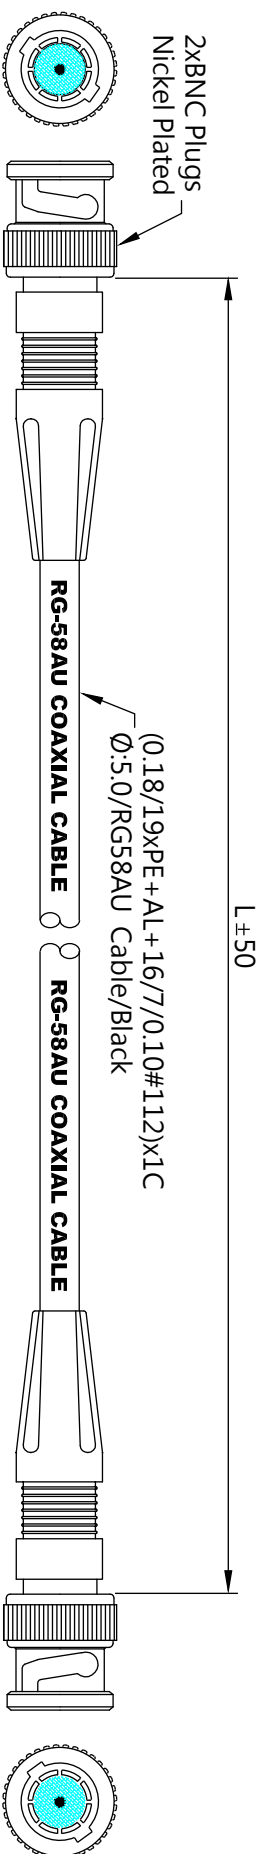 2xBNC Plugs
Nickel Plated
L±50
(0.18/19xPE+AL+16/7/0.10#112)x1C
Ø:5.0/RG58AU Cable/Black
RG-58AU COAXIAL CABLE
RG-58AU COAXIAL CABLE